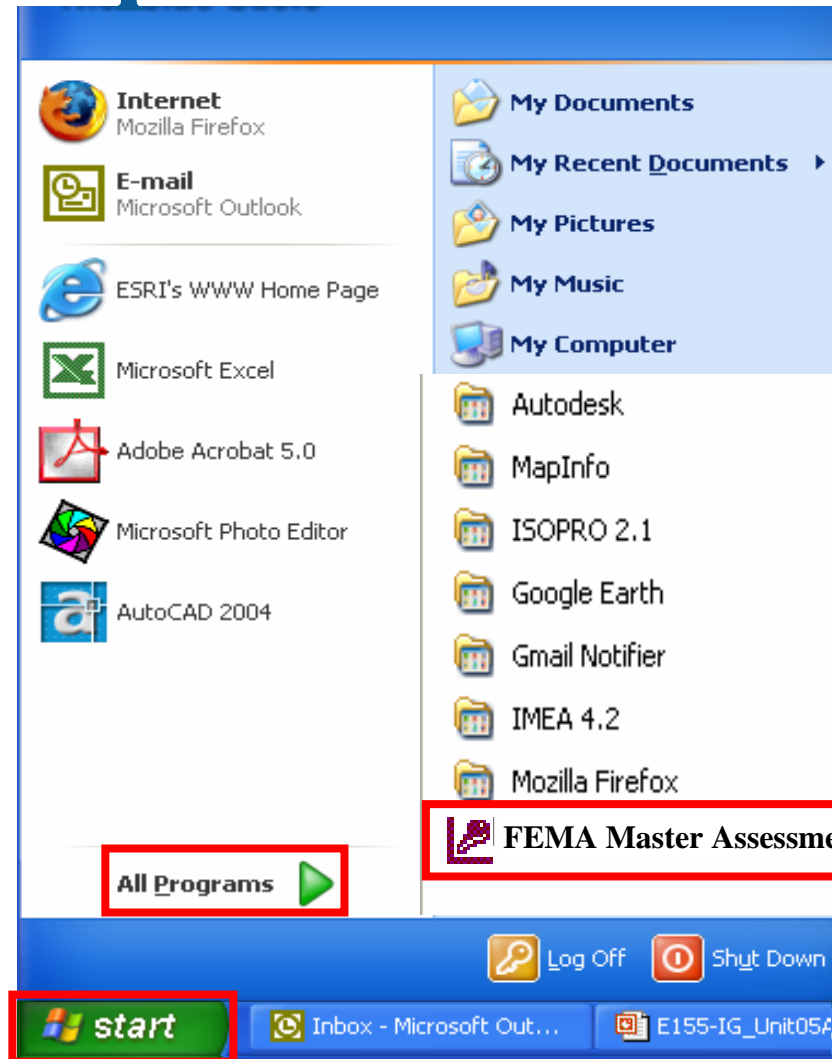 Internet
Mozilla Firefox
E-mail
Microsoft Outlook
ESRI's WWW Home Page
Microsoft Excel
Adobe Acrobat 5.0
Microsoft Photo Editor
AutoCAD 2004
All Programs
My Documents
My Recent Documents
My Pictures
My Music
My Computer
Autodesk
MapInfo
ISOPRO 2.1
Google Earth
Gmail Notifier
IMEA 4.2
Mozilla Firefox
FEMA Master Assessme
Log Off
Shut Down
start
Inbox - Microsoft Out...
E155-IG_Unit05A